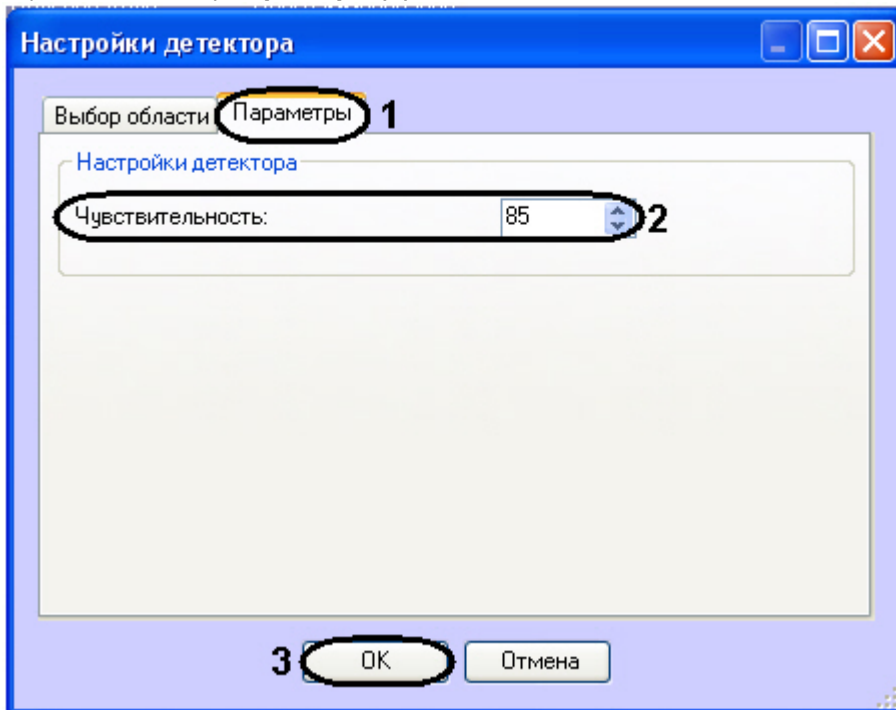 Настройки детектора
Выбор области Параметры 1
Настройки детектора
Чувствительность: 85 2
3 OK Отмена